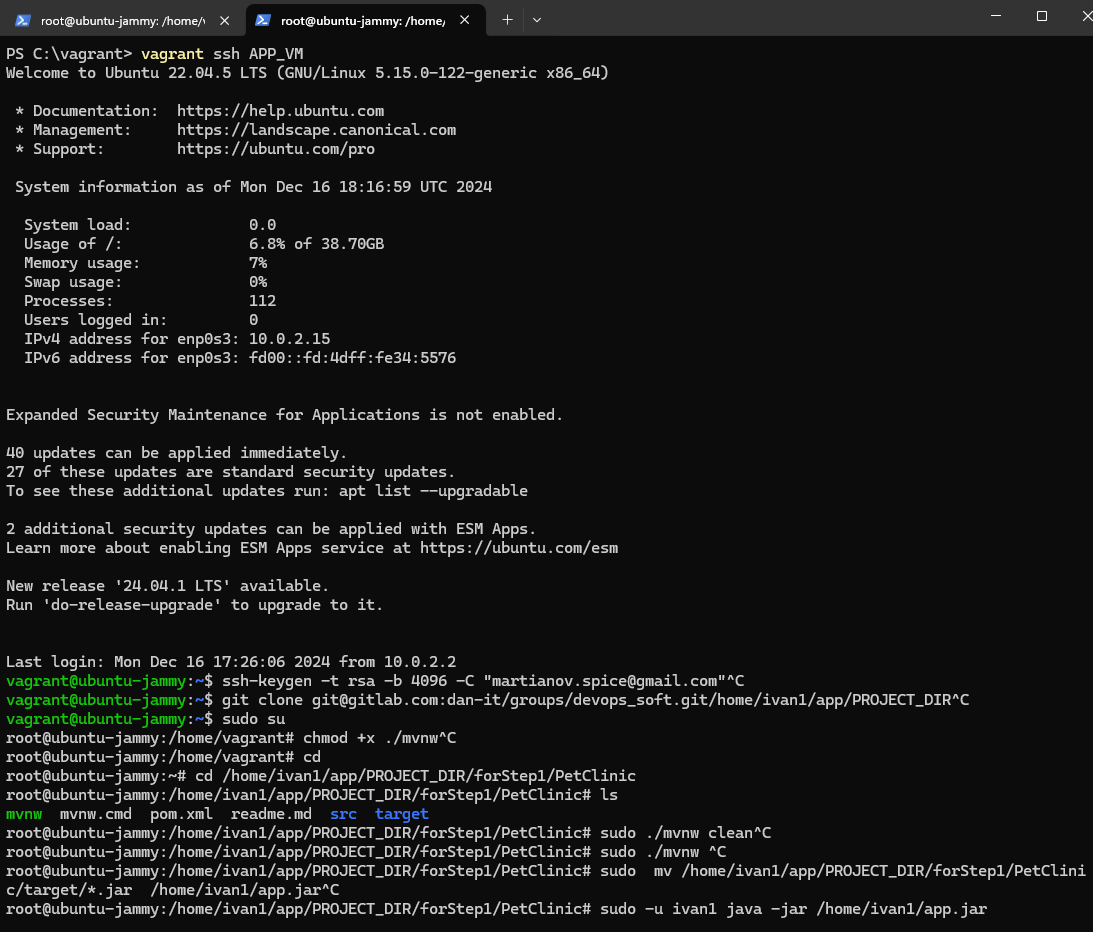 root@ubuntu-jammy: /home/v
root@ubuntu-jammy: /home/
PS C:\vagrant> vagrant ssh APP_VM
Welcome to Ubuntu 22.04.5 LTS (GNU/Linux 5.15.0-122-generic x86_64)
* Documentation:  https://help.ubuntu.com
* Management:     https://landscape.canonical.com
* Support:        https://ubuntu.com/pro
System information as of Mon Dec 16 18:16:59 UTC 2024
System load:             0.0
Usage of /:              6.8% of 38.70GB
Memory usage:            7%
Swap usage:              0%
Processes:               112
Users logged in:         0
IPv4 address for enp0s3: 10.0.2.15
IPv6 address for enp0s3: fd00::fd:4dff:fe34:5576
Expanded Security Maintenance for Applications is not enabled.
40 updates can be applied immediately.
27 of these updates are standard security updates.
To see these additional updates run: apt list --upgradable
2 additional security updates can be applied with ESM Apps.
Learn more about enabling ESM Apps service at https://ubuntu.com/esm
New release '24.04.1 LTS' available.
Run 'do-release-upgrade' to upgrade to it.
Last login: Mon Dec 16 17:26:06 2024 from 10.0.2.2
vagrant@ubuntu-jammy:~$ ssh-keygen -t rsa -b 4096 -C "martianov.spice@gmail.com"^C
vagrant@ubuntu-jammy:~$ git clone git@gitlab.com:dan-it/groups/devops_soft.git/home/ivan1/app/PROJECT_DIR^C
vagrant@ubuntu-jammy:~$ sudo su
root@ubuntu-jammy:/home/vagrant# chmod +x ./mvnw^C
root@ubuntu-jammy:/home/vagrant# cd
root@ubuntu-jammy:~# cd /home/ivan1/app/PROJECT_DIR/forStep1/PetClinic
root@ubuntu-jammy:/home/ivan1/app/PROJECT_DIR/forStep1/PetClinic# ls
mvnw  mvnw.cmd  pom.xml  readme.md  src  target
root@ubuntu-jammy:/home/ivan1/app/PROJECT_DIR/forStep1/PetClinic# sudo ./mvnw clean^C
root@ubuntu-jammy:/home/ivan1/app/PROJECT_DIR/forStep1/PetClinic# sudo ./mvnw ^C
root@ubuntu-jammy:/home/ivan1/app/PROJECT_DIR/forStep1/PetClinic# sudo  mv /home/ivan1/app/PROJECT_DIR/forStep1/PetClini
c/target/*.jar  /home/ivan1/app.jar^C
root@ubuntu-jammy:/home/ivan1/app/PROJECT_DIR/forStep1/PetClinic# sudo -u ivan1 java -jar /home/ivan1/app.jar